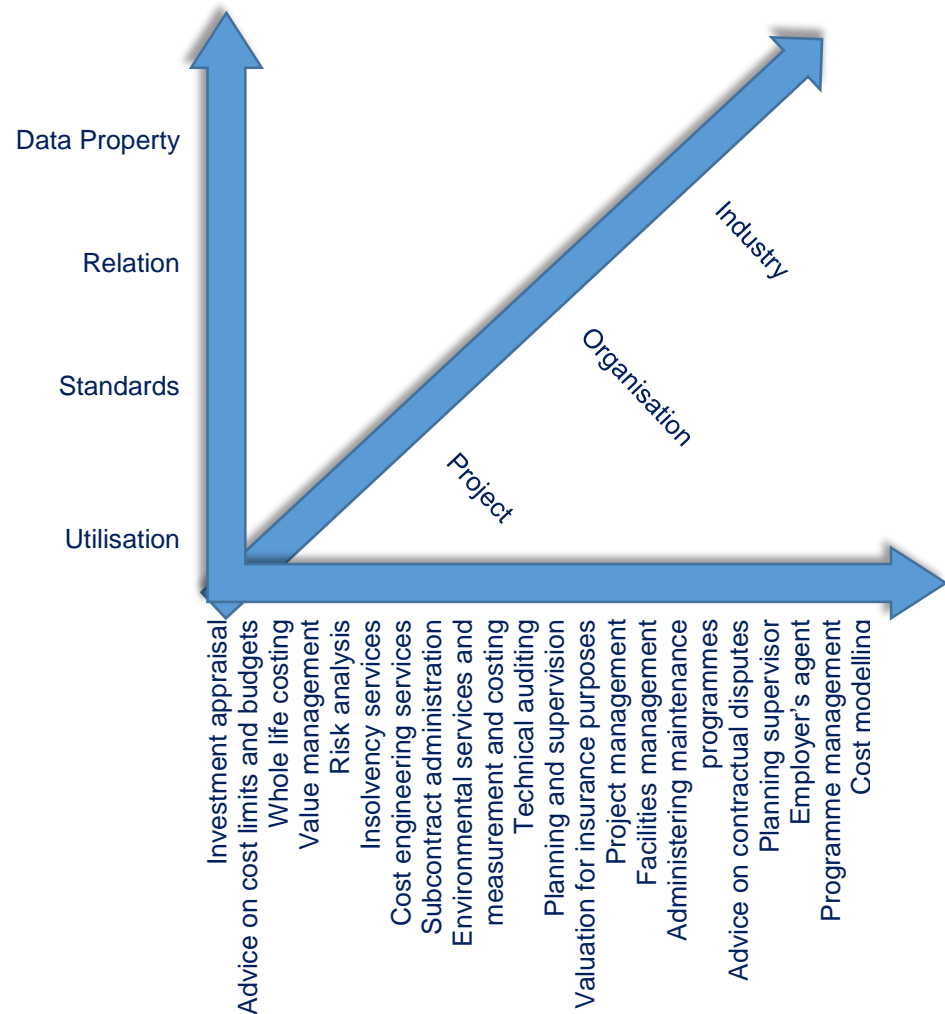 Data Property
Relation
Standards
Utilisation
Industry
Organisation
Project
Investment appraisal
Advice on cost limits and budgets
Whole life costing
Value management
Risk analysis
Insolvency services
Cost engineering services
Subcontract administration
Environmental services and
measurement and costing
Technical auditing
Planning and supervision
Valuation for insurance purposes
Project management
Facilities management
Administering maintenance
programmes
Advice on contractual disputes
Planning supervisor
Employer’s agent
Programme management
Cost modelling